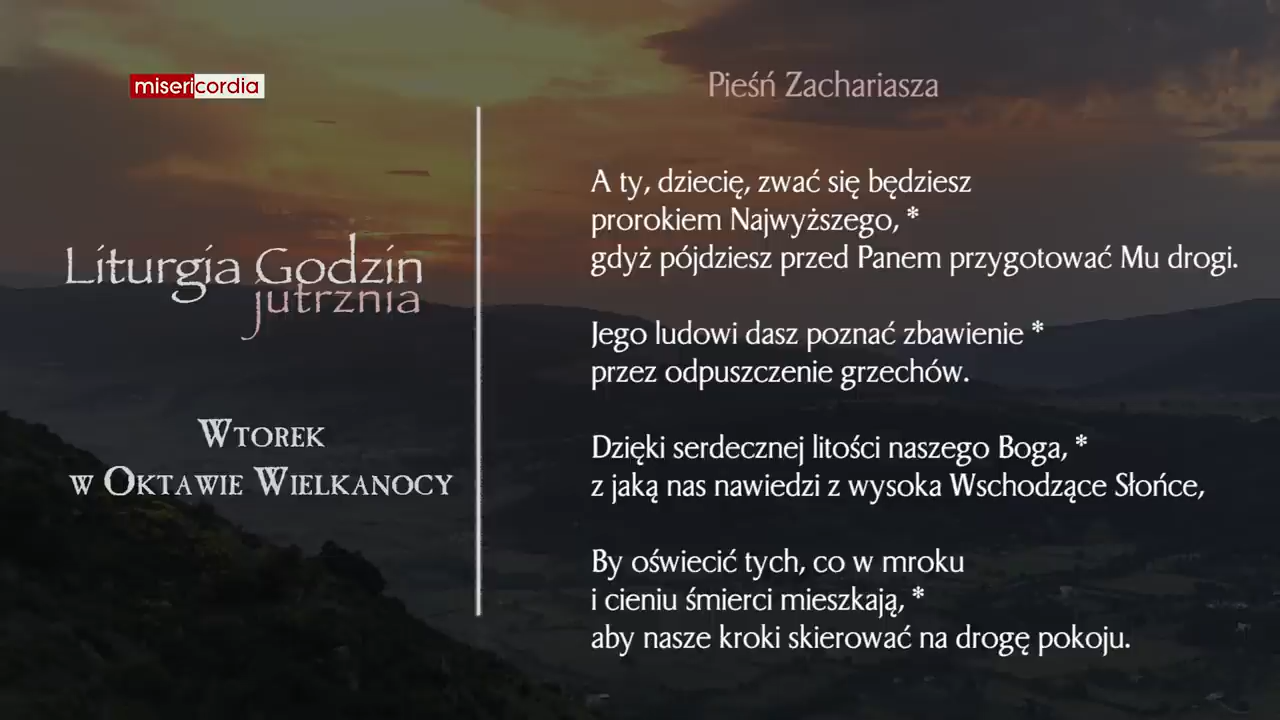 misericordia
Liturgia Godzin
jutrznia
Wtorek
w Oktawie Wielkanocy
Pieśń Zachariasza
A ty, dziecię, zwać się będziesz
prorokiem Najwyższego, *
gdyż pójdziesz przed Panem przygotować Mu drogi.
Jego ludowi dasz poznać zbawienie *
przez odpuszczenie grzechów.
Dzięki serdecznej litości naszego Boga, *
z jaką nas nawiedzi z wysoka Wschodzące Słońce,
By oświecić tych, co w mroku
i cieniu śmierci mieszkają, *
aby nasze kroki skierować na drogę pokoju.